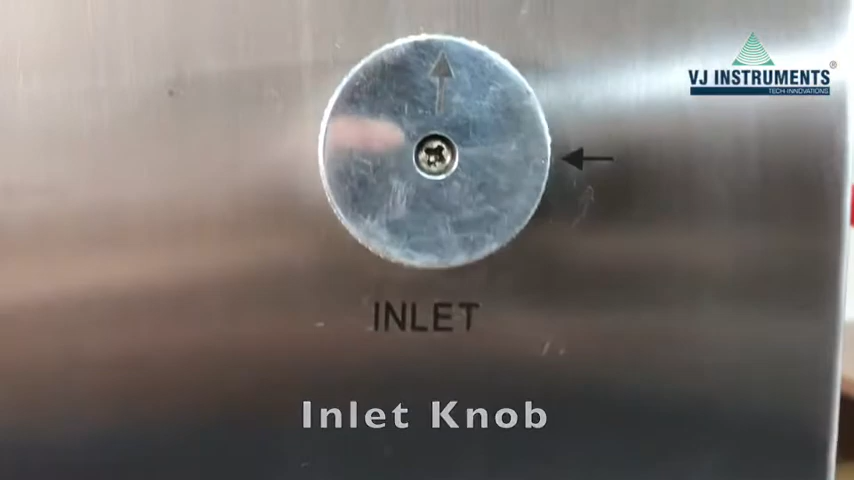 VJ INSTRUMENTS®
TECH INNOVATIONS
INLET
Inlet Knob